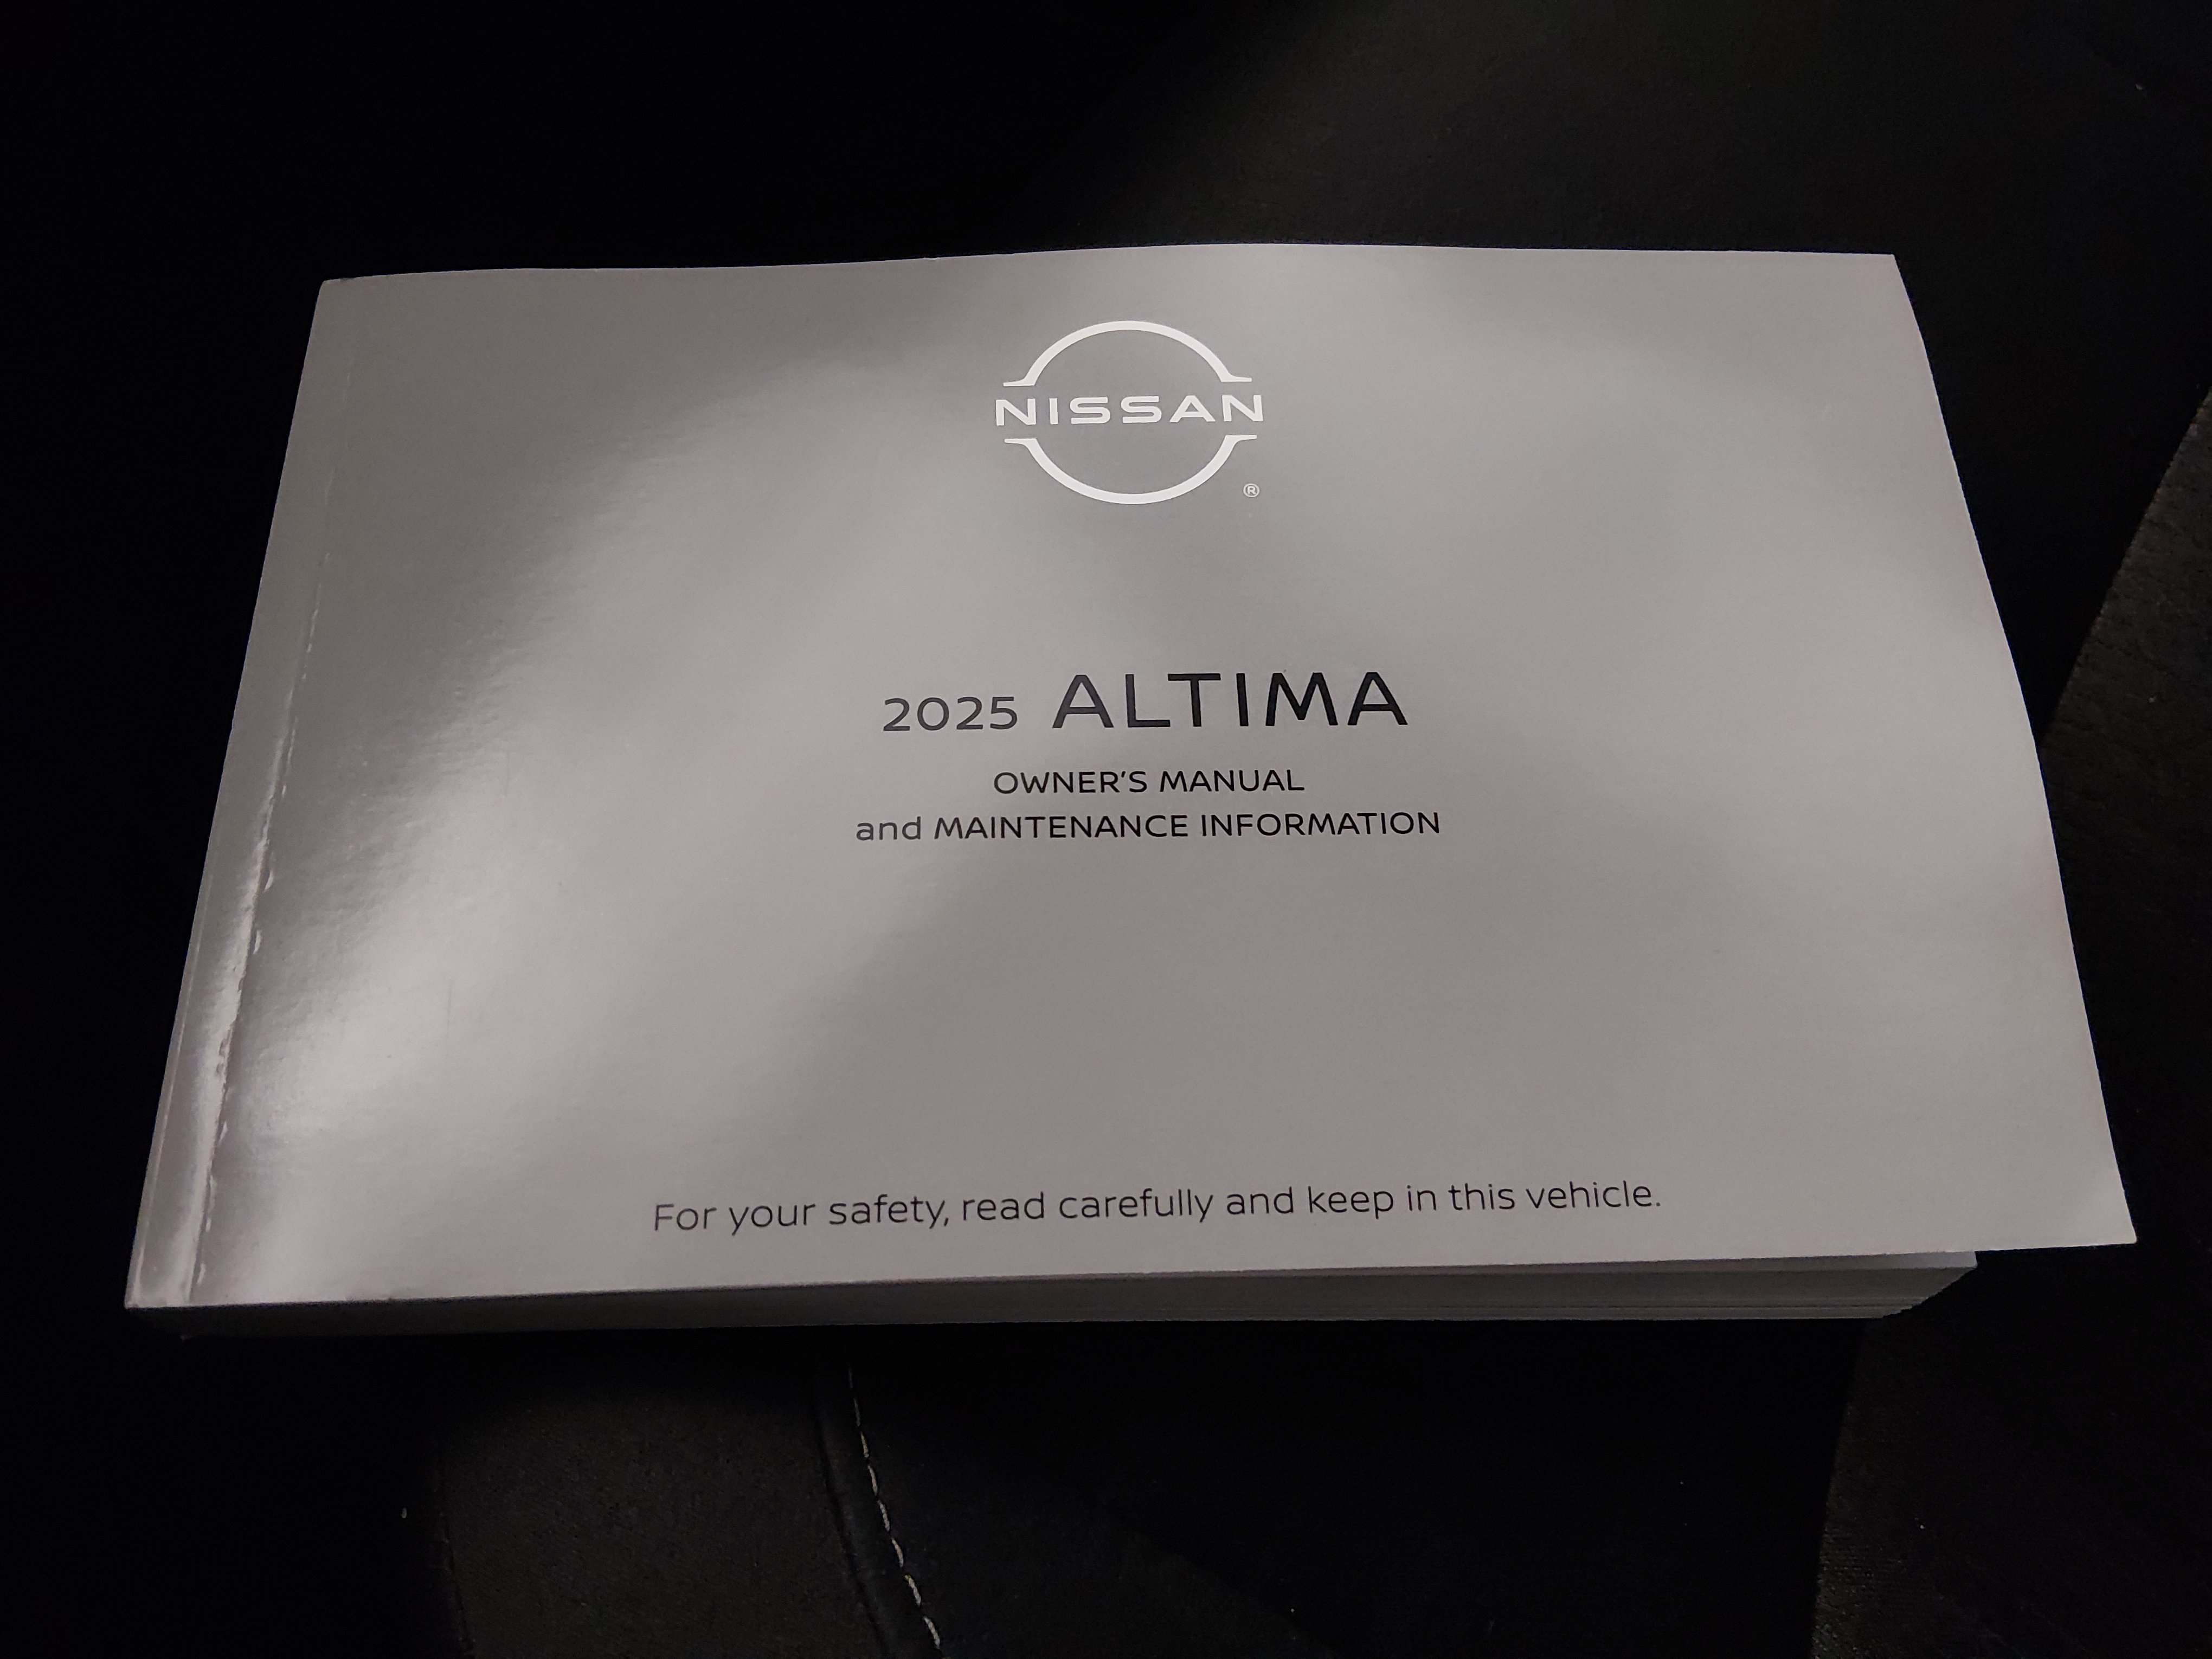 NISSAN
®
2025 ALTIMA
OWNER'S MANUAL
and MAINTENANCE INFORMATION
For your safety, read carefully and keep in this vehicle.